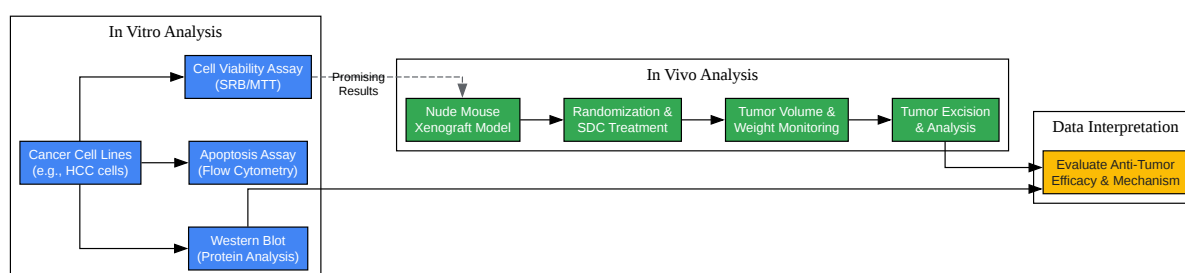 In Vitro Analysis
Cell Viability Assay
(SRB/MTT)
Cancer Cell Lines
(e.g., HCC cells)
Apoptosis Assay
(Flow Cytometry)
Western Blot
(Protein Analysis)
Promising
Results
In Vivo Analysis
Nude Mouse
Xenograft Model
Randomization &
SDC Treatment
Tumor Volume &
Weight Monitoring
Tumor Excision
& Analysis
Data Interpretation
Evaluate Anti-Tumor
Efficacy & Mechanism